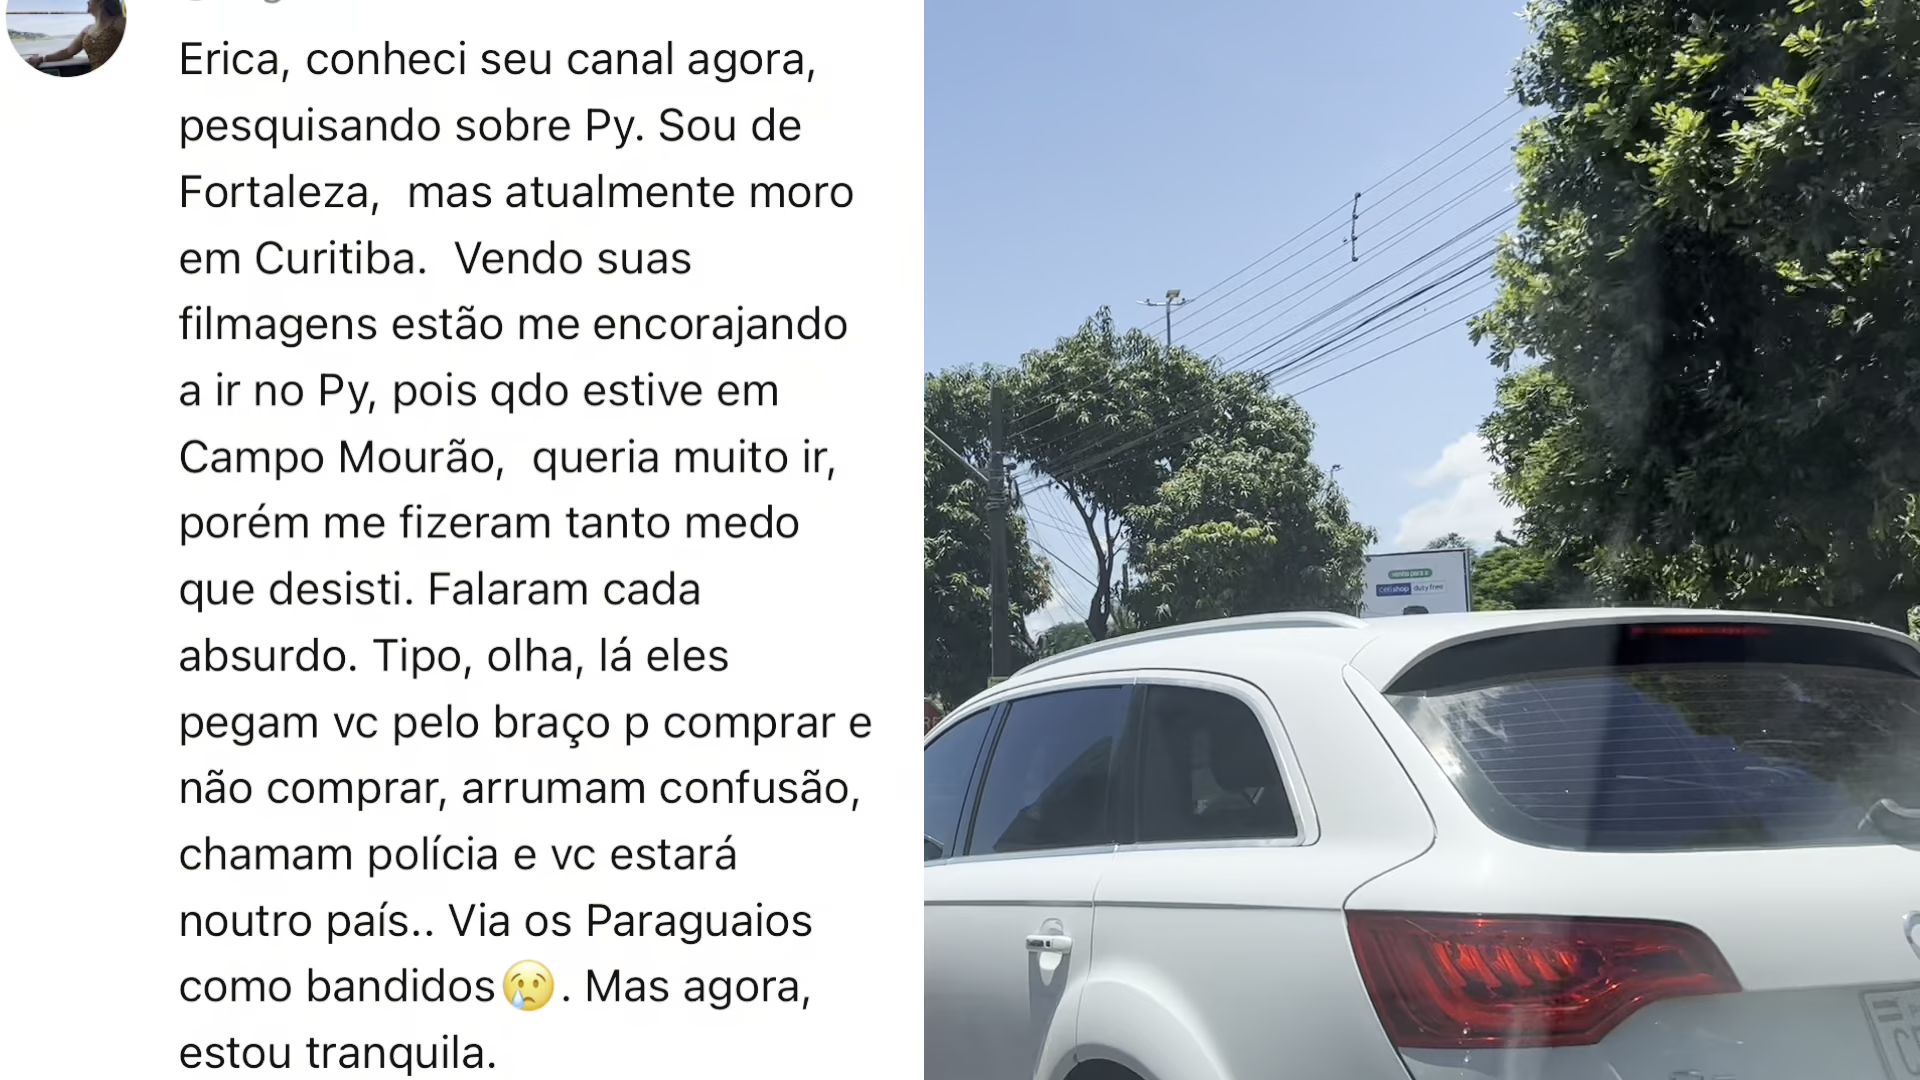 Erica, conheci seu canal agora,
pesquisando sobre Py. Sou de
Fortaleza,  mas atualmente moro
em Curitiba.  Vendo suas
filmagens estão me encorajando
a ir no Py, pois qdo estive em
Campo Mourão,  queria muito ir,
porém me fizeram tanto medo
que desisti. Falaram cada
absurdo. Tipo, olha, lá eles
pegam vc pelo braço p comprar e
não comprar, arrumam confusão,
chamam polícia e vc estará
noutro país.. Via os Paraguaios
como bandidos😢. Mas agora,
estou tranquila.
cellshop duty free